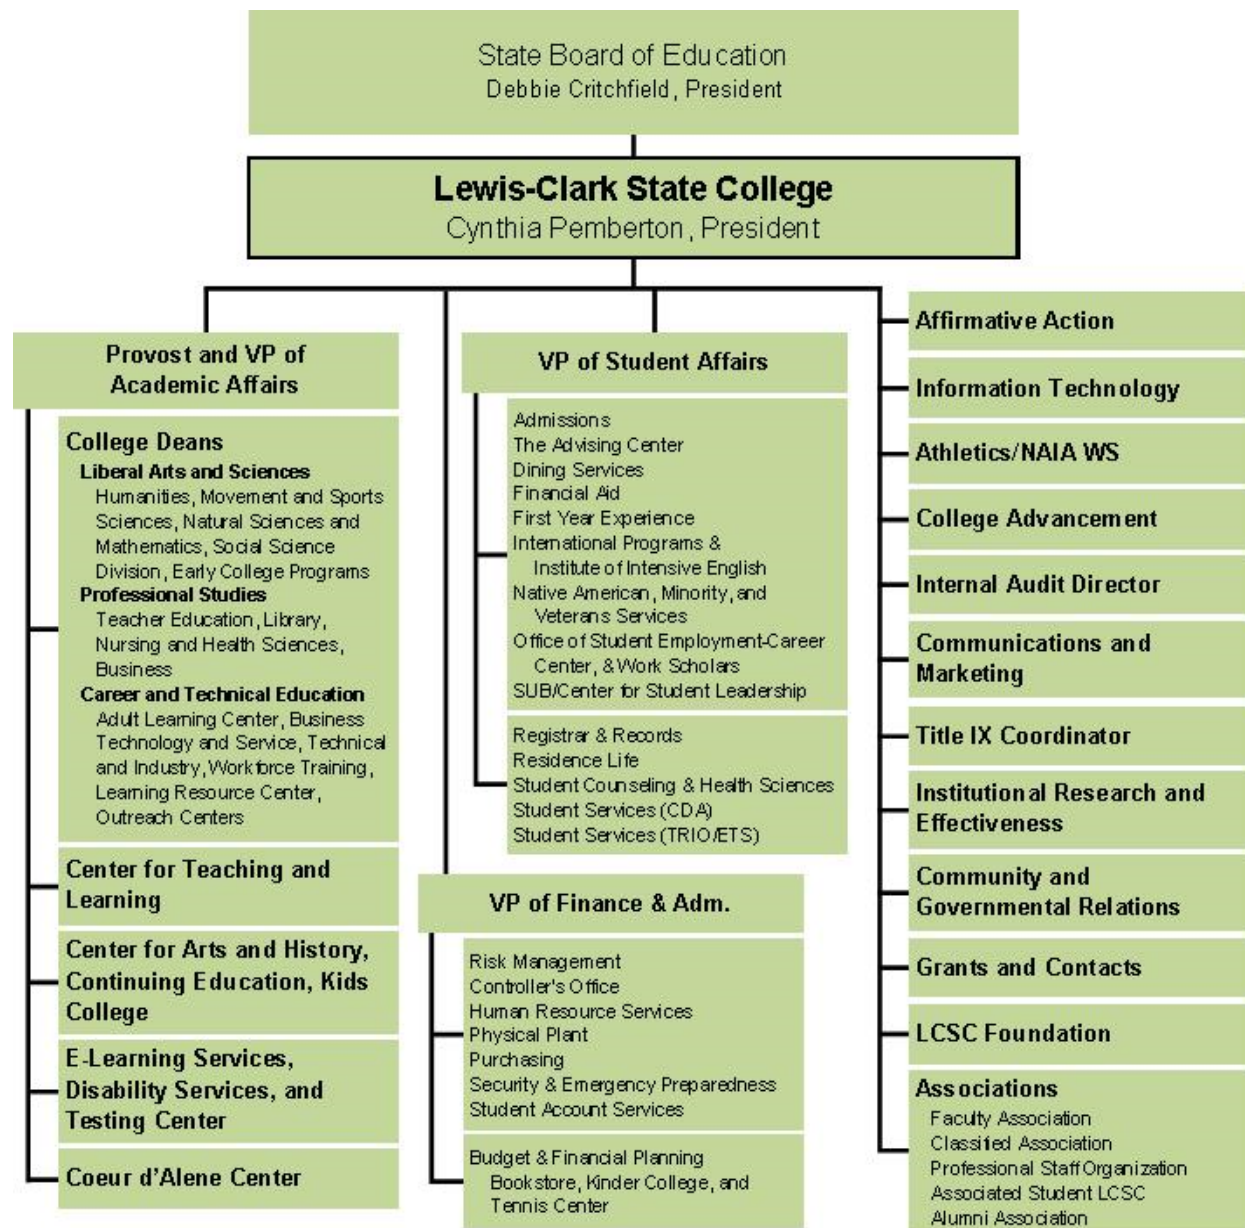 State Board of Education
Debbie Critchfield, President
Lewis-Clark State College
Cynthia Pemberton, President
Provost and VP of
Academic Affairs
College Deans
Liberal Arts and Sciences
Humanities, Movement and Sports
Sciences, Natural Sciences and
Mathematics, Social Science
Division, Early College Programs
Professional Studies
Teacher Education, Library,
Nursing and Health Sciences,
Business
Career and Technical Education
Adult Learning Center, Business
Technology and Service, Technical
and Industry, Workforce Training,
Learning Resource Center,
Outreach Centers
Center for Teaching and
Learning
Center for Arts and History,
Continuing Education, Kids
College
E-Learning Services,
Disability Services, and
Testing Center
Coeur d'Alene Center
VP of Student Affairs
Admissions
The Advising Center
Dining Services
Financial Aid
First Year Experience
International Programs &
Institute of Intensive English
Native American, Minority, and
Veterans Services
Office of Student Employment-Career
Center, & Work Scholars
SUB/Center for Student Leadership
Registrar & Records
Residence Life
Student Counseling & Health Sciences
Student Services (CDA)
Student Services (TRIO/ETS)
VP of Finance & Adm.
Risk Management
Controller's Office
Human Resource Services
Physical Plant
Purchasing
Security & Emergency Preparedness
Student Account Services
Budget & Financial Planning
Bookstore, Kinder College, and
Tennis Center
Affirmative Action
Information Technology
Athletics/NAIA WS
College Advancement
Internal Audit Director
Communications and
Marketing
Title IX Coordinator
Institutional Research and
Effectiveness
Community and
Governmental Relations
Grants and Contacts
LCSC Foundation
Associations
Faculty Association
Classified Association
Professional Staff Organization
Associated Student LCSC
Alumni Association